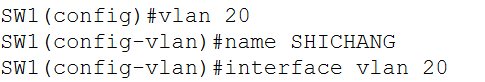 SW1(config)#vlan 20
SW1(config-vlan)#name SHICHANG
SW1(config-vlan)#interface vlan 20